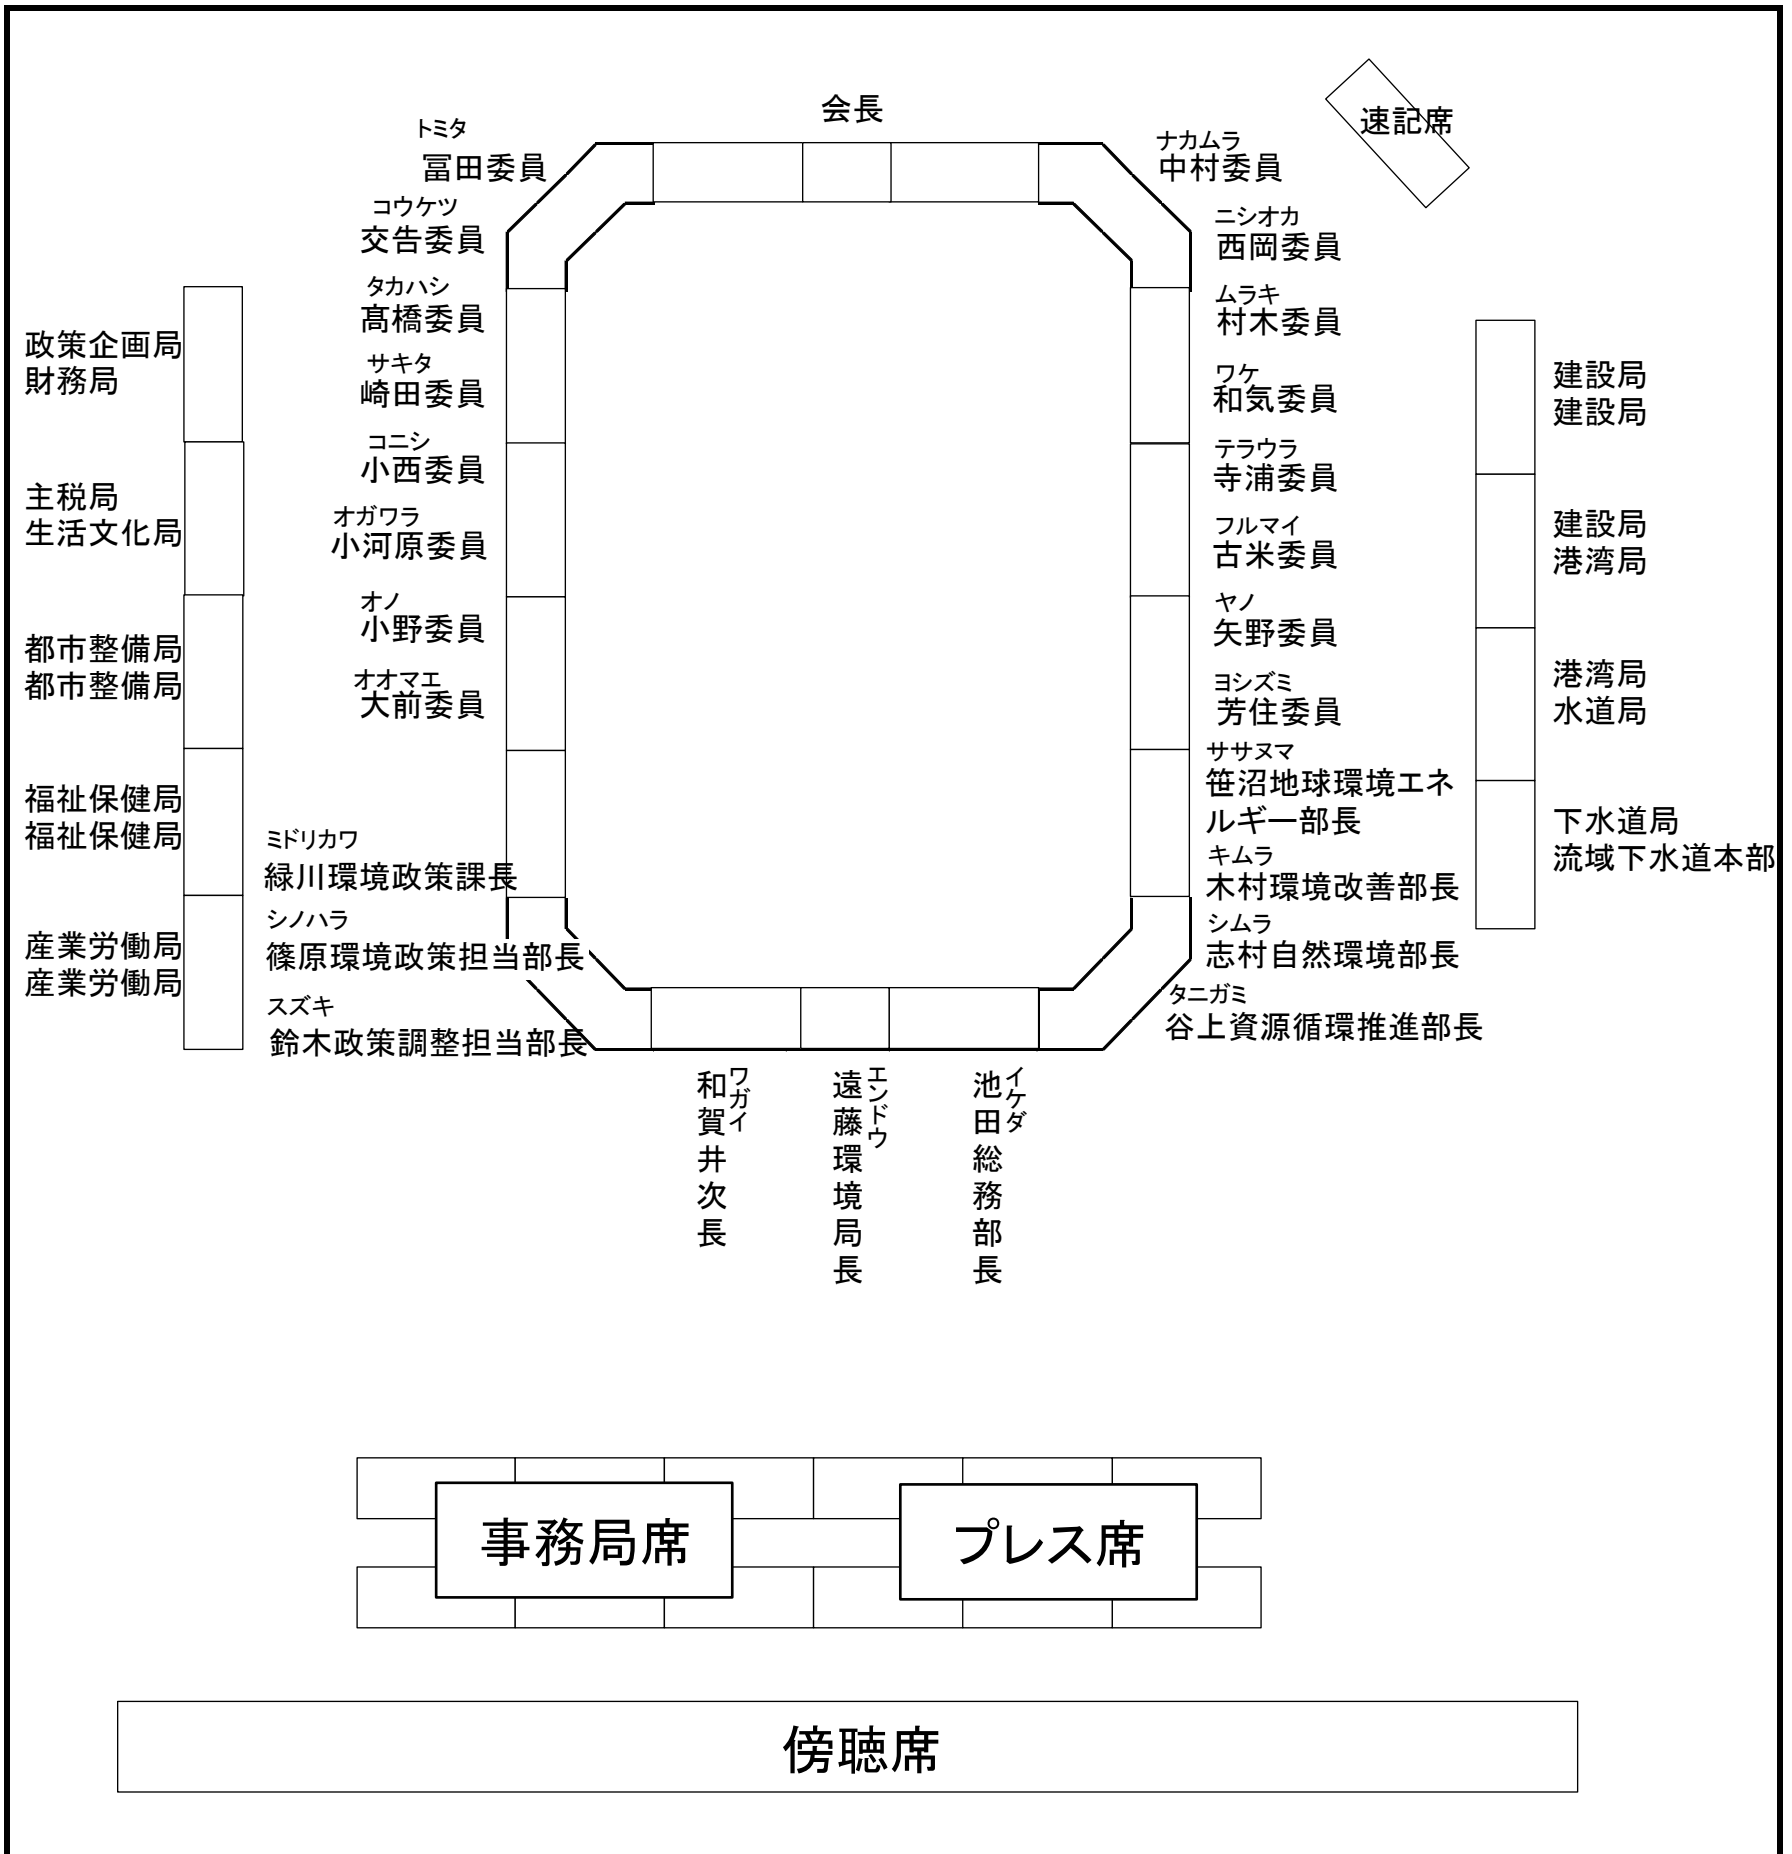 会長
速記席
トミタ
冨田委員
コウケツ
交告委員
タカハシ
髙橋委員
サキタ
崎田委員
コニシ
小西委員
オガワラ
小河原委員
オノ
小野委員
オオマエ
大前委員
ミドリカワ
緑川環境政策課長
シノハラ
篠原環境政策担当部長
スズキ
鈴木政策調整担当部長
ナカムラ
中村委員
ニシオカ
西岡委員
ムラキ
村木委員
ワケ
和気委員
テラウラ
寺浦委員
フルマイ
古米委員
ヤノ
矢野委員
ヨシズミ
芳住委員
ササヌマ
笹沼地球環境エネ
ルギー部長
キムラ
木村環境改善部長
シムラ
志村自然環境部長
タニガミ
谷上資源循環推進部長
政策企画局
財務局
主税局
生活文化局
都市整備局
都市整備局
福祉保健局
福祉保健局
産業労働局
産業労働局
建設局
建設局
建設局
港湾局
港湾局
水道局
下水道局
流域下水道本部
ワガイ
和賀井次長
エンドウ
遠藤環境局長
イケダ
池田総務部長
事務局席
プレス席
傍聴席